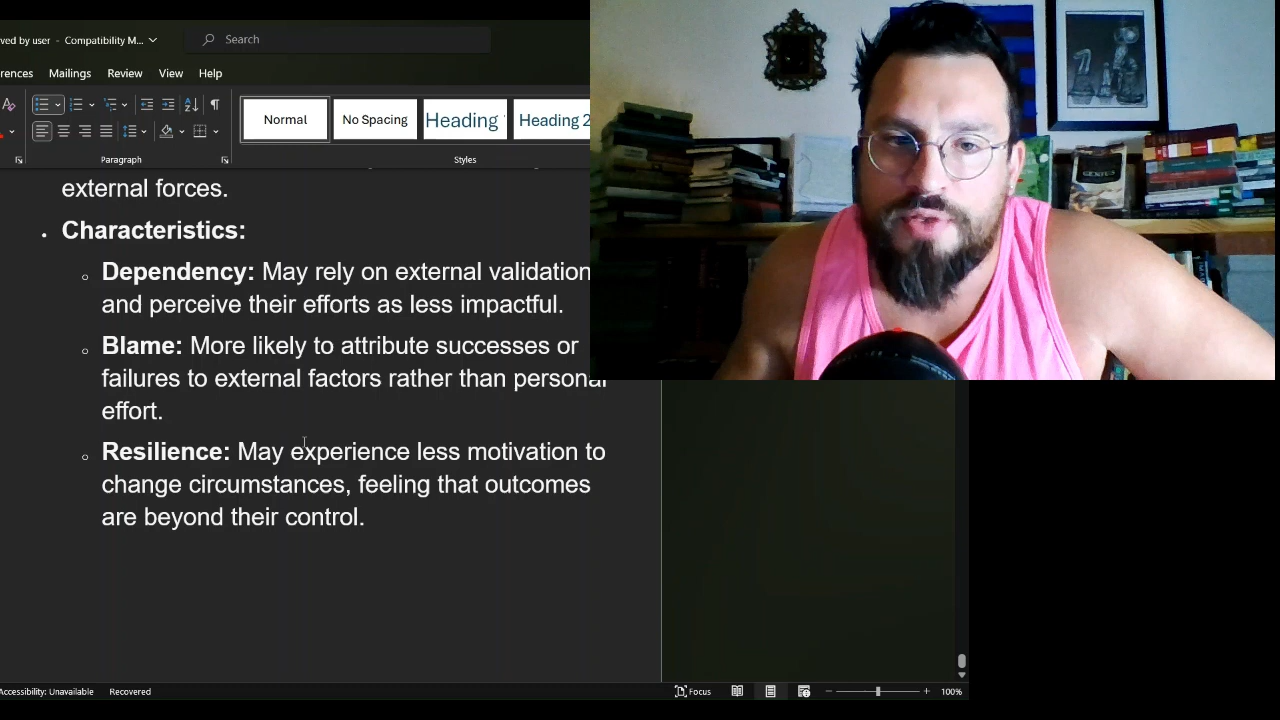 ved by user - Compatibility M...
Search
rences Mailings Review View Help
Normal
No Spacing
Heading
Heading 2
Paragraph
Styles
external forces.
• Characteristics:
○ Dependency: May rely on external validation
and perceive their efforts as less impactful.
○ Blame: More likely to attribute successes or
failures to external factors rather than personal
effort.
○ Resilience: May experience less motivation to
change circumstances, feeling that outcomes
are beyond their control.
GENIUS
Accessibility: Unavailable Recovered
Focus
100%